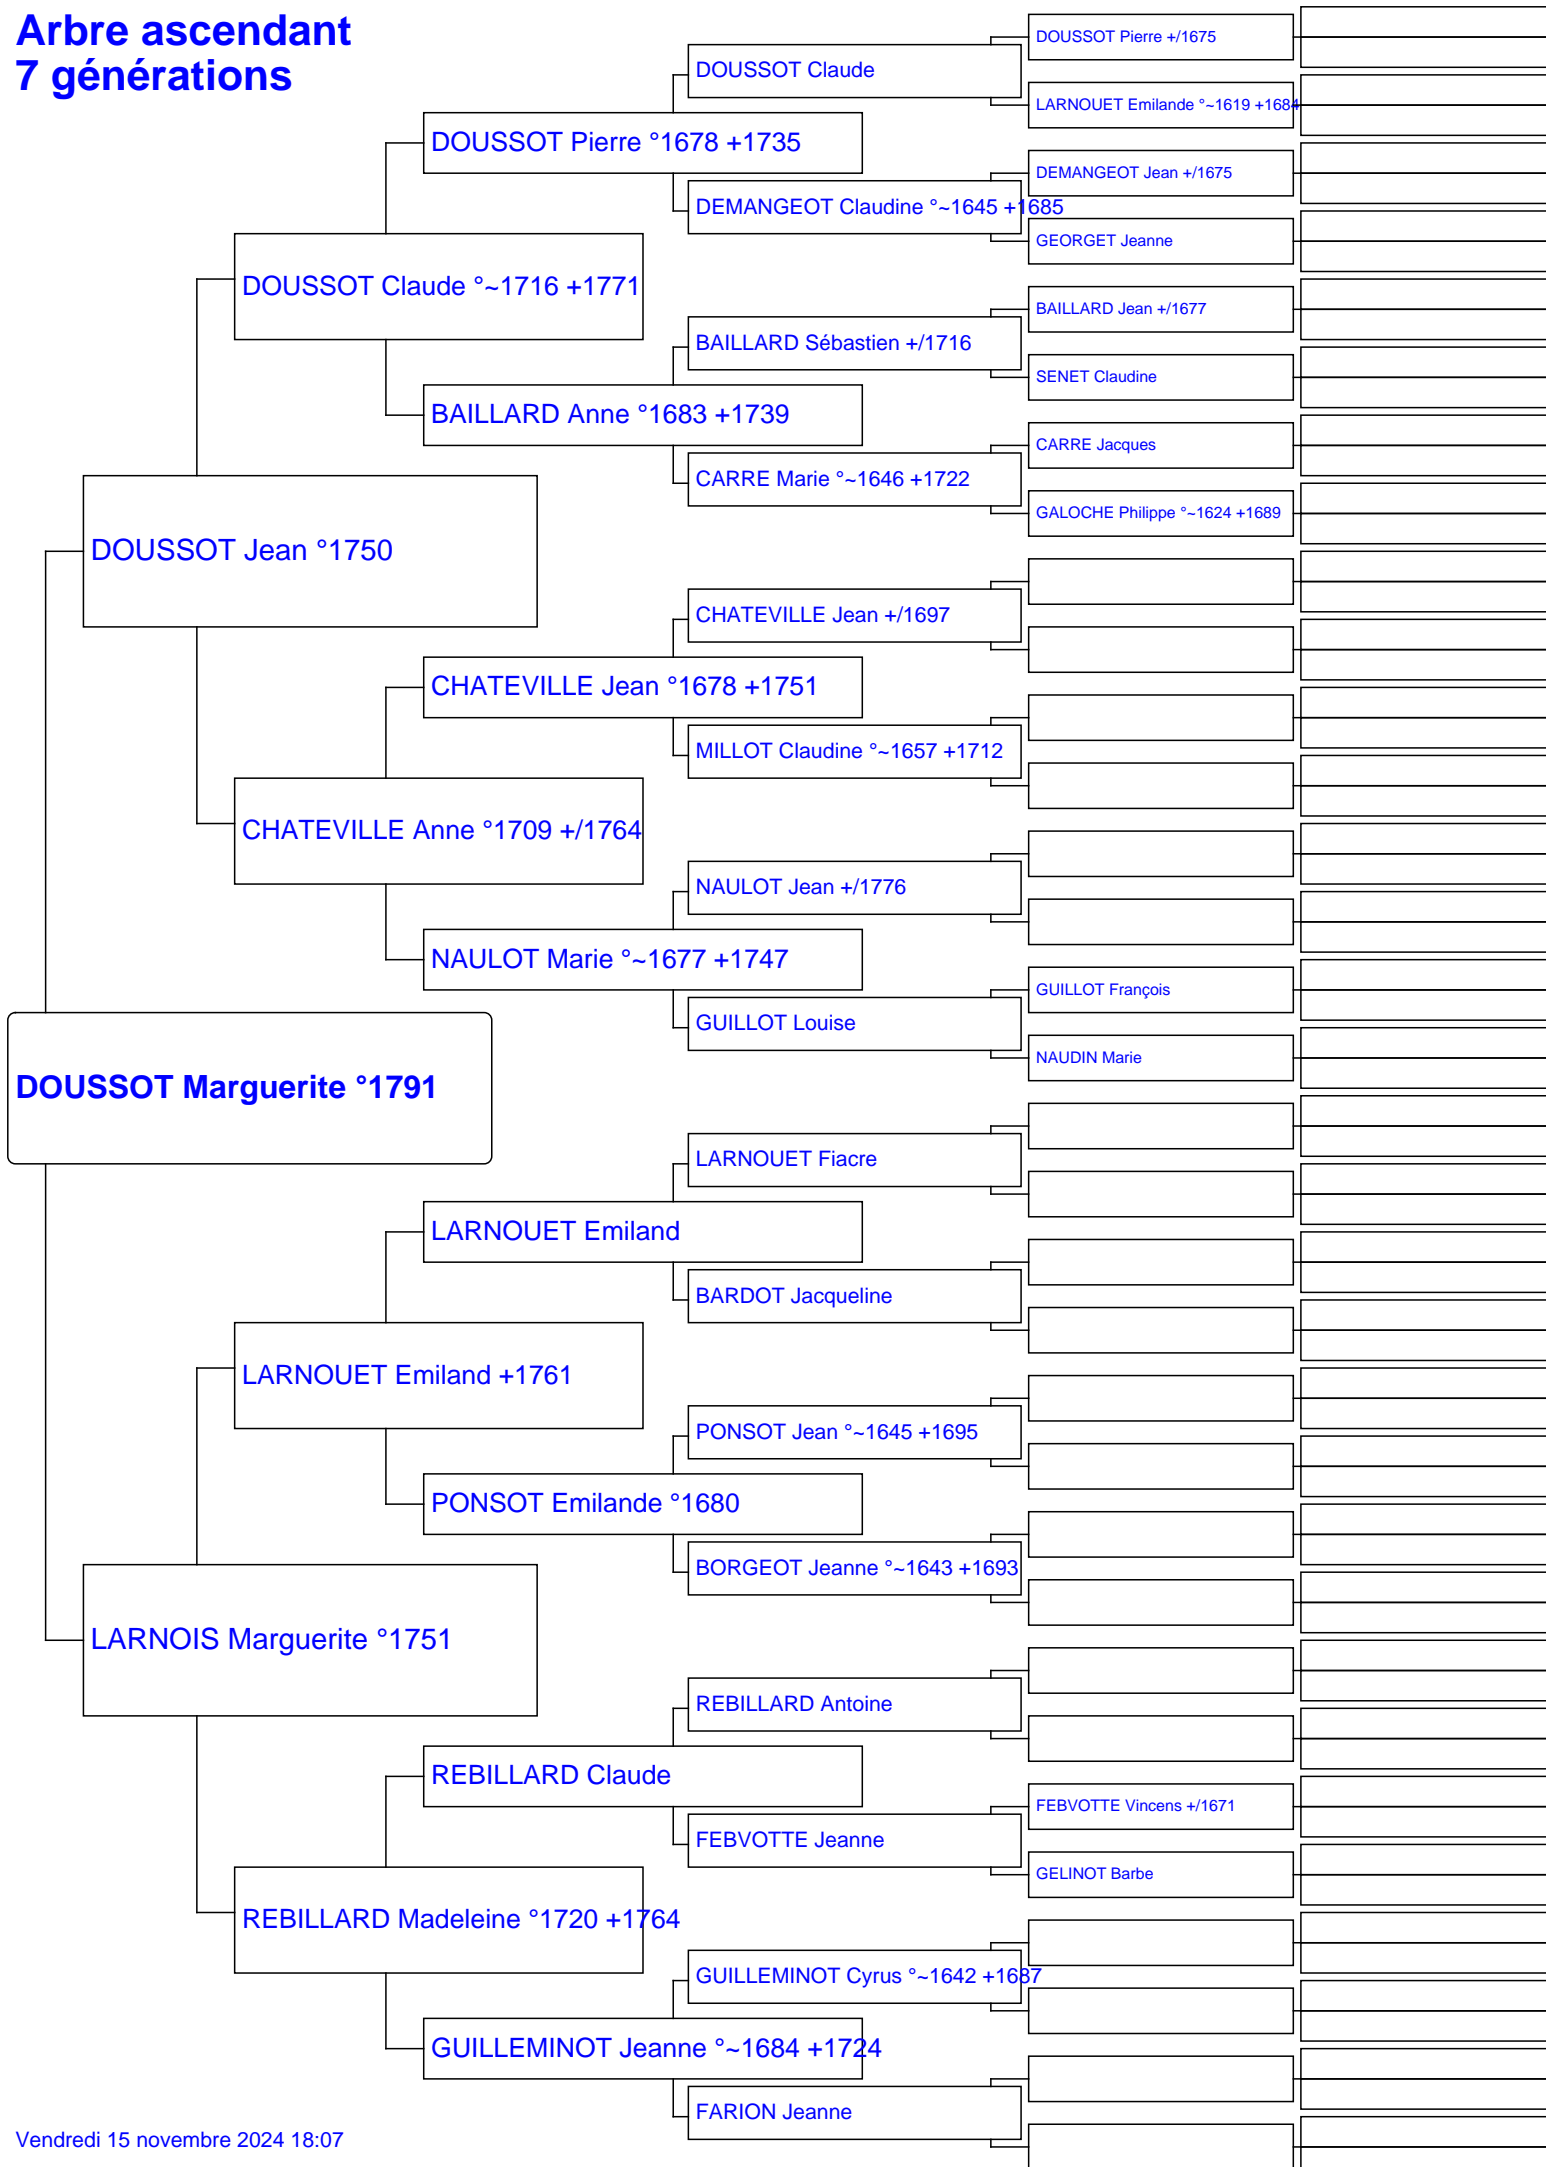 Arbre ascendant
7 générations
DOUSSOT Pierre +/1675
DOUSSOT Claude
LARNOUET Emilande °~1619 +1684
DOUSSOT Pierre °1678 +1735
DEMANGEOT Jean +/1675
DEMANGEOT Claudine °~1645 +1685
GEORGET Jeanne
DOUSSOT Claude °~1716 +1771
BAILLARD Jean +/1677
BAILLARD Sébastien +/1716
SENET Claudine
BAILLARD Anne °1683 +1739
CARRE Jacques
CARRE Marie °~1646 +1722
GALOCHE Philippe °~1624 +1689
DOUSSOT Jean °1750
CHATEVILLE Jean +/1697
CHATEVILLE Jean °1678 +1751
MILLOT Claudine °~1657 +1712
CHATEVILLE Anne °1709 +/1764
NAULOT Jean +/1776
NAULOT Marie °~1677 +1747
GUILLOT François
GUILLOT Louise
NAUDIN Marie
DOUSSOT Marguerite °1791
LARNOUET Fiacre
LARNOUET Emiland
BARDOT Jacqueline
LARNOUET Emiland +1761
PONSOT Jean °~1645 +1695
PONSOT Emilande °1680
BORGEOT Jeanne °~1643 +1693
LARNOIS Marguerite °1751
REBILLARD Antoine
REBILLARD Claude
FEBVOTTE Vincens +/1671
FEBVOTTE Jeanne
GELINOT Barbe
REBILLARD Madeleine °1720 +1764
GUILLEMINOT Cyrus °~1642 +1687
GUILLEMINOT Jeanne °~1684 +1724
FARION Jeanne
Vendredi 15 novembre 2024 18:07